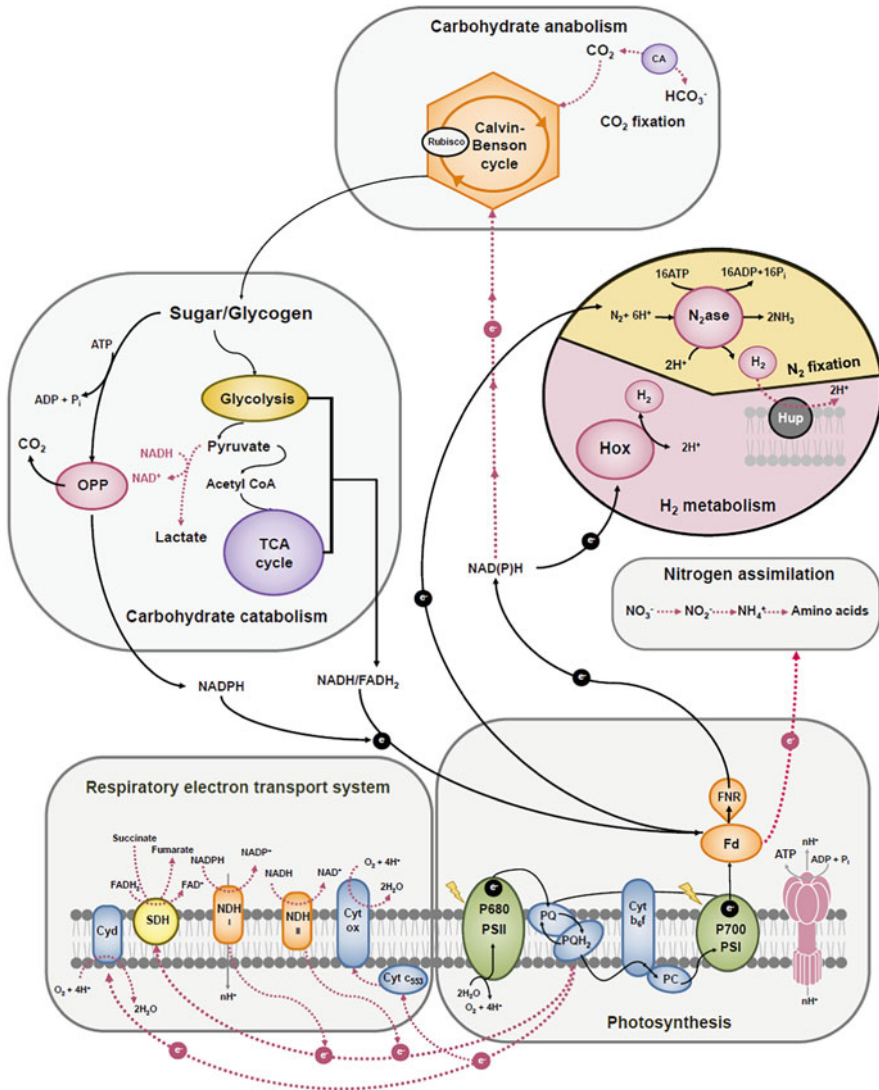 Carbohydrate anabolism
CO₂
CA
HCO₃⁻
CO₂ fixation
Calvin-
Benson
cycle
Rubisco
Sugar/Glycogen
ATP
ADP + Pᵢ
CO₂
OPP
Glycolysis
NADH
NAD⁺
Pyruvate
Acetyl CoA
Lactate
TCA
cycle
Carbohydrate catabolism
e⁻
16ATP
16ADP+16Pᵢ
N₂+ 6H⁺
N₂ase
2NH₃
2H⁺
H₂
N₂ fixation
2H⁺
Hup
H₂
Hox
2H⁺
H₂ metabolism
NAD(P)H
e⁻
e⁻
e⁻
Nitrogen assimilation
NO₃⁻
NO₂⁻
NH₄⁺
Amino acids
NADPH
NADH/FADH₂
e⁻
e⁻
Respiratory electron transport system
Succinate
Fumarate
FADH₂
FAD⁺
SDH
Cyd
O₂ + 4H⁺
2H₂O
NADPH
NADP⁺
NDH
I
nH⁺
NADH
NAD⁺
NDH
II
O₂ + 4H⁺
2H₂O
Cyt
ox
Cyt c₅₅₃
e⁻
e⁻
e⁻
e⁻
FNR
Fd
e⁻
P680
PSII
2H₂O
O₂ + 4H⁺
PQ
PQH₂
Cyt
b₆f
PC
e⁻
P700
PSI
nH⁺
ATP
ADP + Pᵢ
nH⁺
Photosynthesis